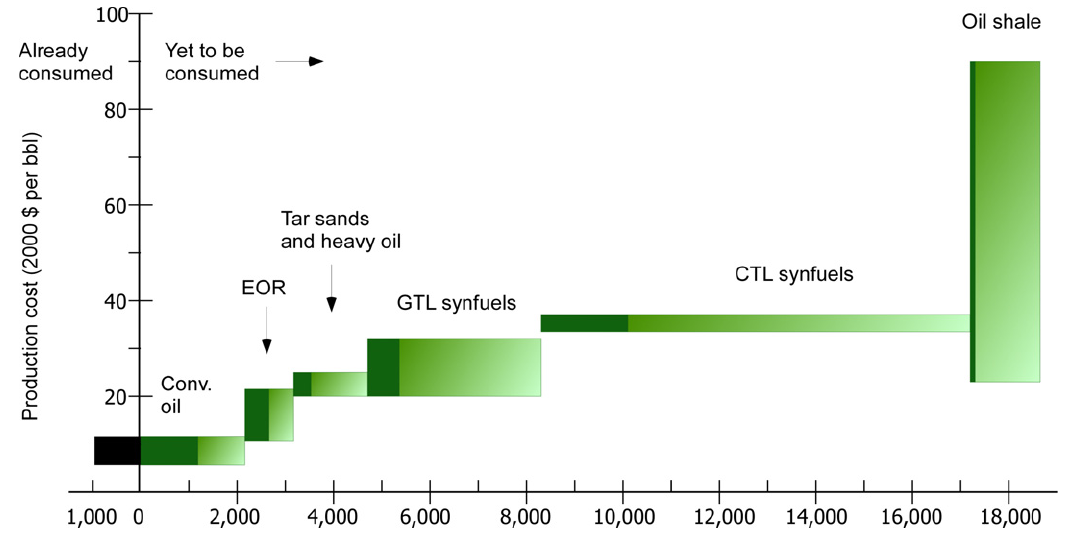 100
Oil shale
Already
consumed
Yet to be
consumed
80
Production cost (2000 $ per bbl)
60
Tar sands
and heavy oil
EOR
CTL synfuels
40
GTL synfuels
Conv.
oil
20
1,000 0 2,000 4,000 6,000 8,000 10,000 12,000 14,000 16,000 18,000